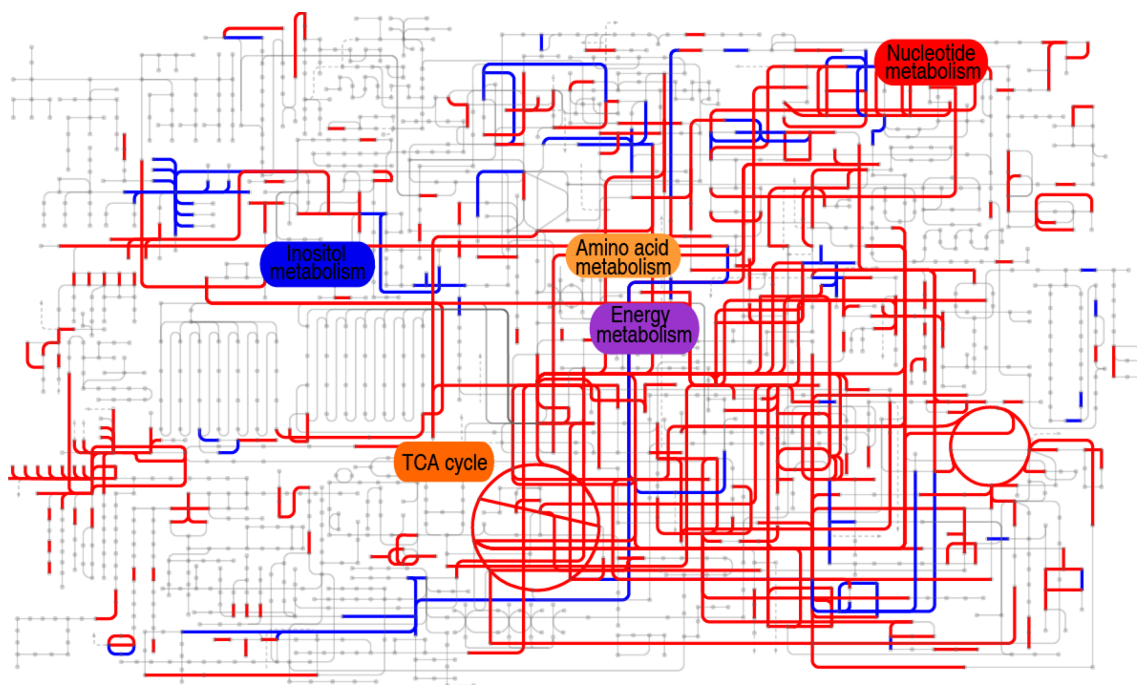 Nucleotide
metabolism
Inositol
metabolism
Amino acid
metabolism
Energy
metabolism
TCA cycle